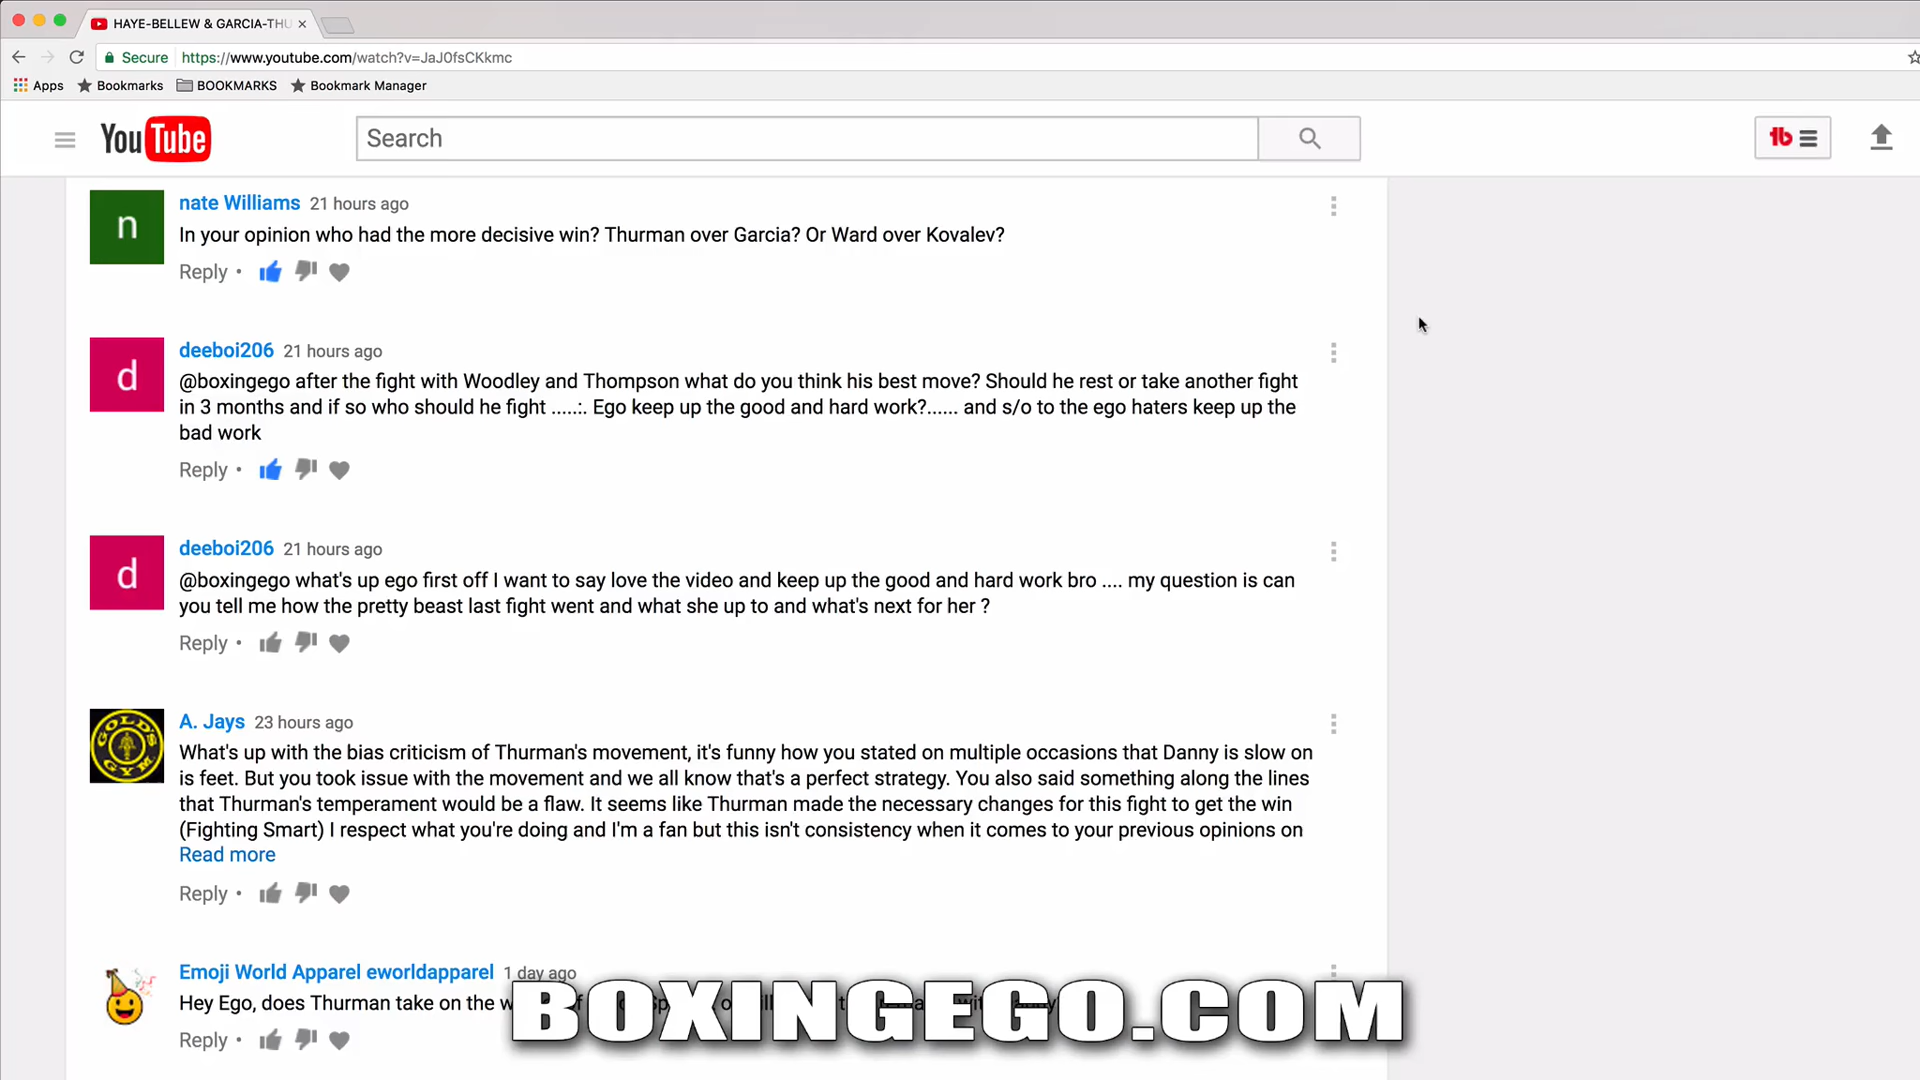 HAYE-BELLEW & GARCIA-THU
Secure https://www.youtube.com/watch?v=JaJ0fsCKkmc
Apps Bookmarks BOOKMARKS Bookmark Manager
YouTube Search tb
nate Williams 21 hours ago
n
In your opinion who had the more decisive win? Thurman over Garcia? Or Ward over Kovalev?
Reply •
deeboi206 21 hours ago
d
@boxingego after the fight with Woodley and Thompson what do you think his best move? Should he rest or take another fight
in 3 months and if so who should he fight .....:. Ego keep up the good and hard work?...... and s/o to the ego haters keep up the
bad work
Reply •
deeboi206 21 hours ago
d
@boxingego what's up ego first off I want to say love the video and keep up the good and hard work bro .... my question is can
you tell me how the pretty beast last fight went and what she up to and what's next for her ?
Reply •
A. Jays 23 hours ago
GOLD'S GYM
What's up with the bias criticism of Thurman's movement, it's funny how you stated on multiple occasions that Danny is slow on
is feet. But you took issue with the movement and we all know that's a perfect strategy. You also said something along the lines
that Thurman's temperament would be a flaw. It seems like Thurman made the necessary changes for this fight to get the win
(Fighting Smart) I respect what you're doing and I'm a fan but this isn't consistency when it comes to your previous opinions on
Read more
Reply •
Emoji World Apparel eworldapparel 1 day ago
Hey Ego, does Thurman take on the
BOXINGEGO.COM
Reply •